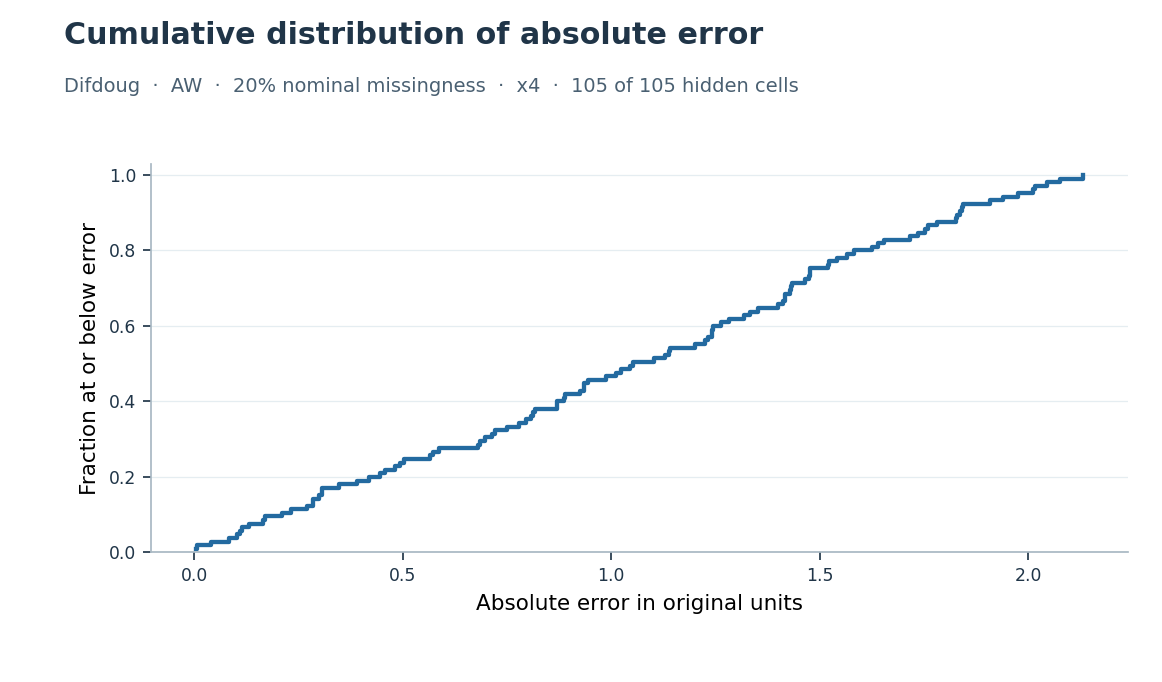 Cumulative distribution of absolute error
Difdoug · AW · 20% nominal missingness · x4 · 105 of 105 hidden cells
Fraction at or below error
1.0
0.8
0.6
0.4
0.2
0.0
0.0 0.5 1.0 1.5 2.0
Absolute error in original units